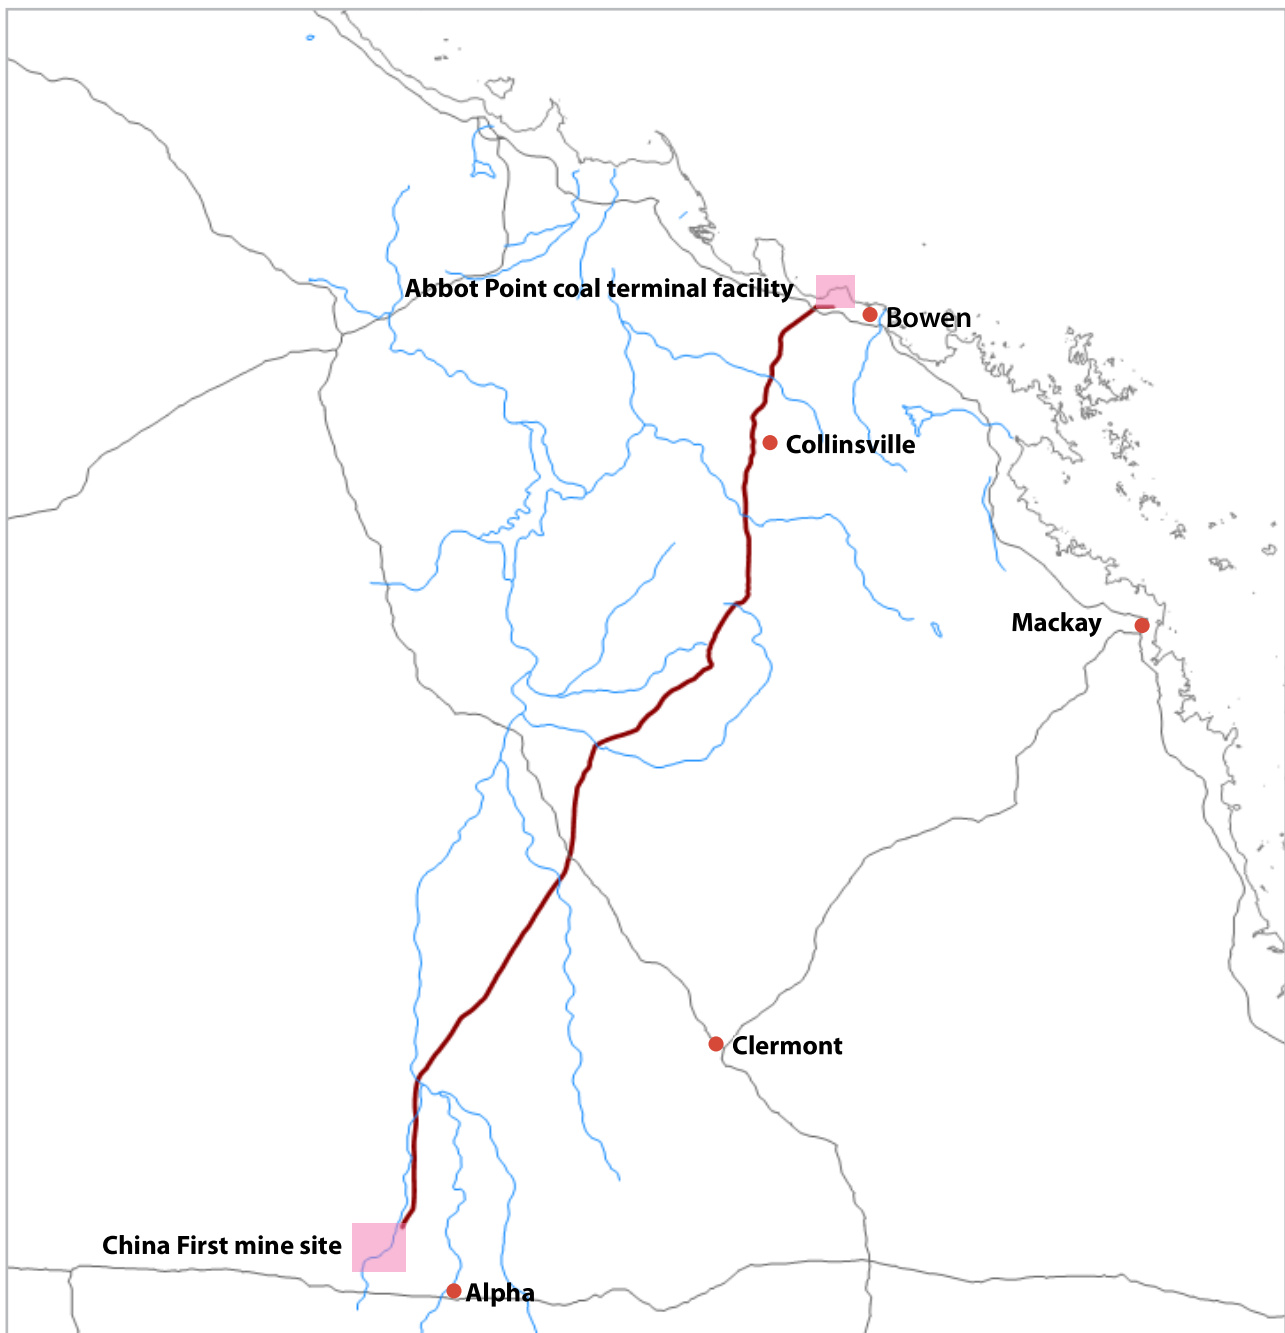 Abbot Point coal terminal facility
Bowen
Collinsville
Mackay
Clermont
China First mine site
Alpha